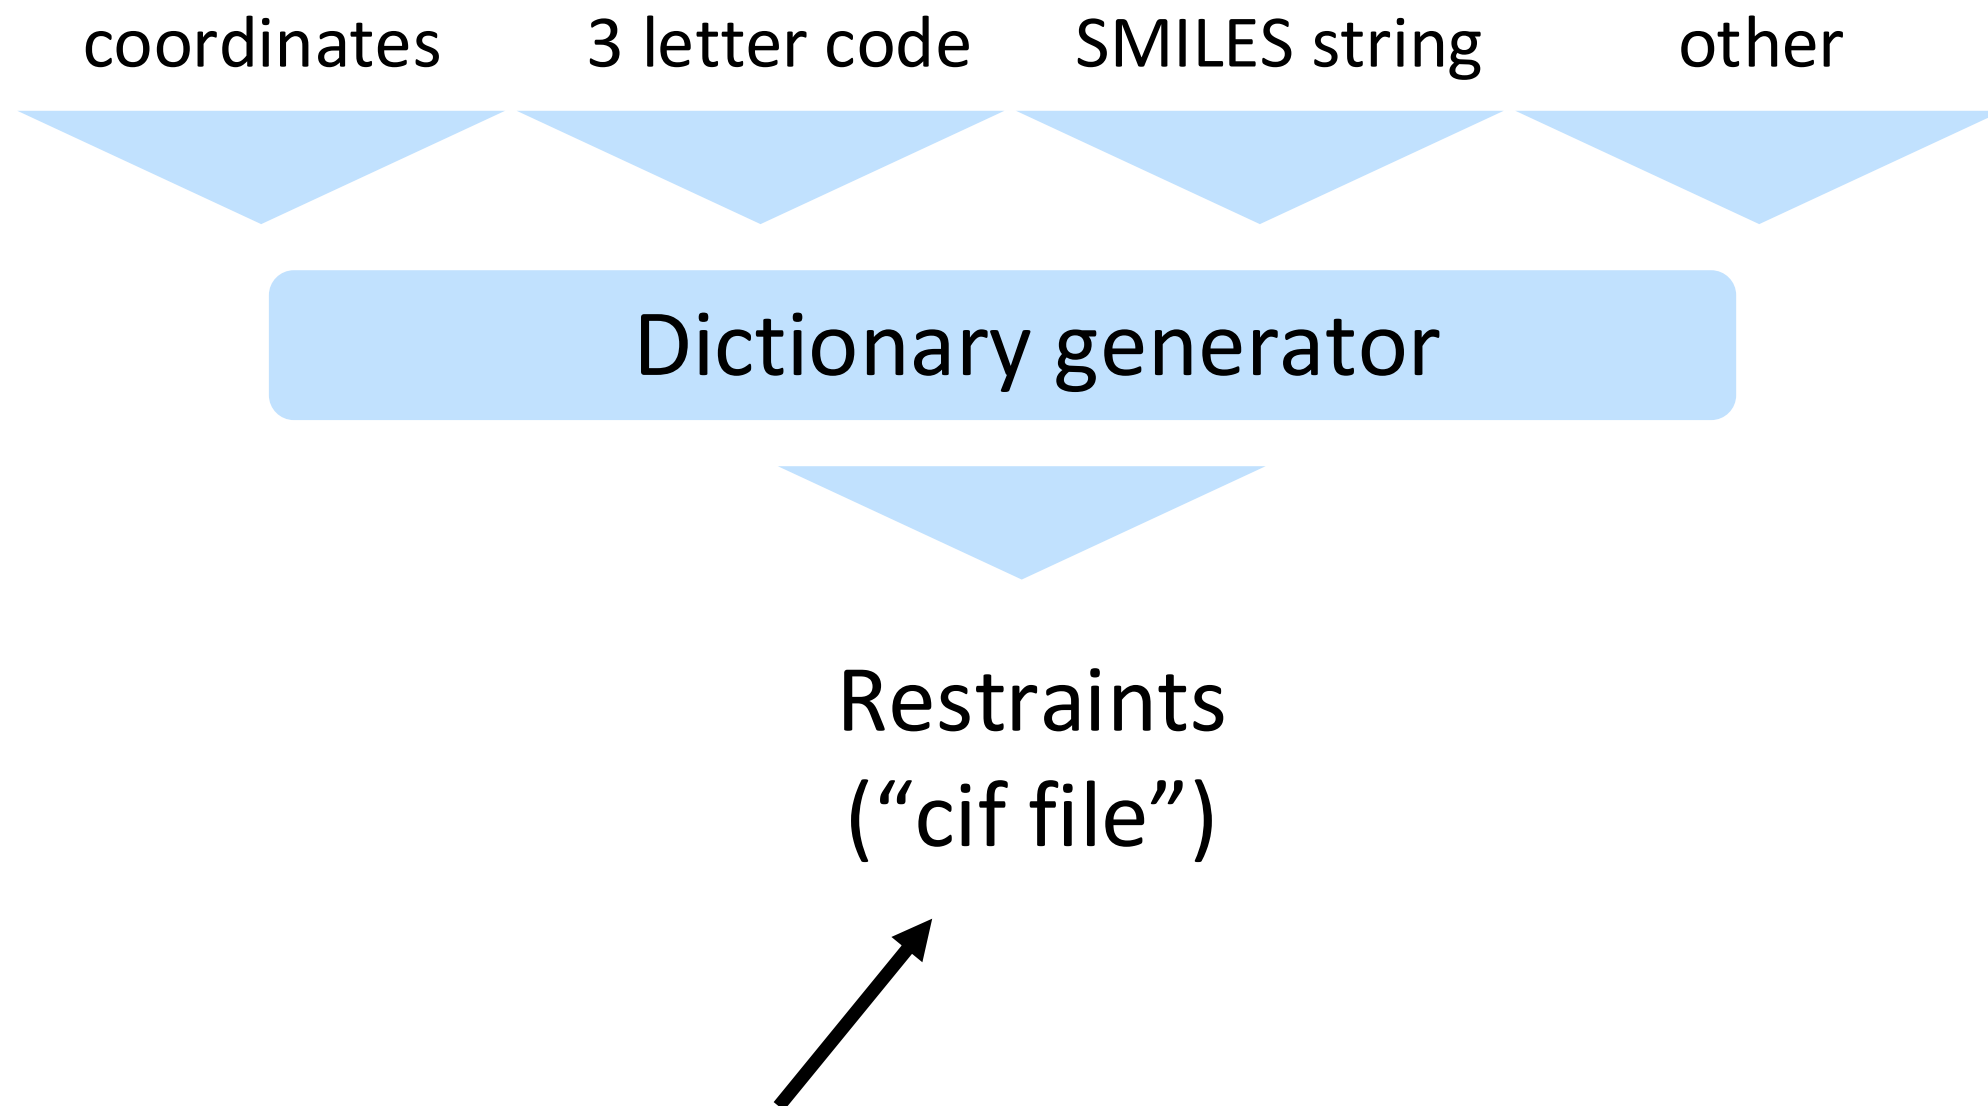 coordinates
3 letter code
SMILES string
other
Dictionary generator
Restraints
(“cif file”)